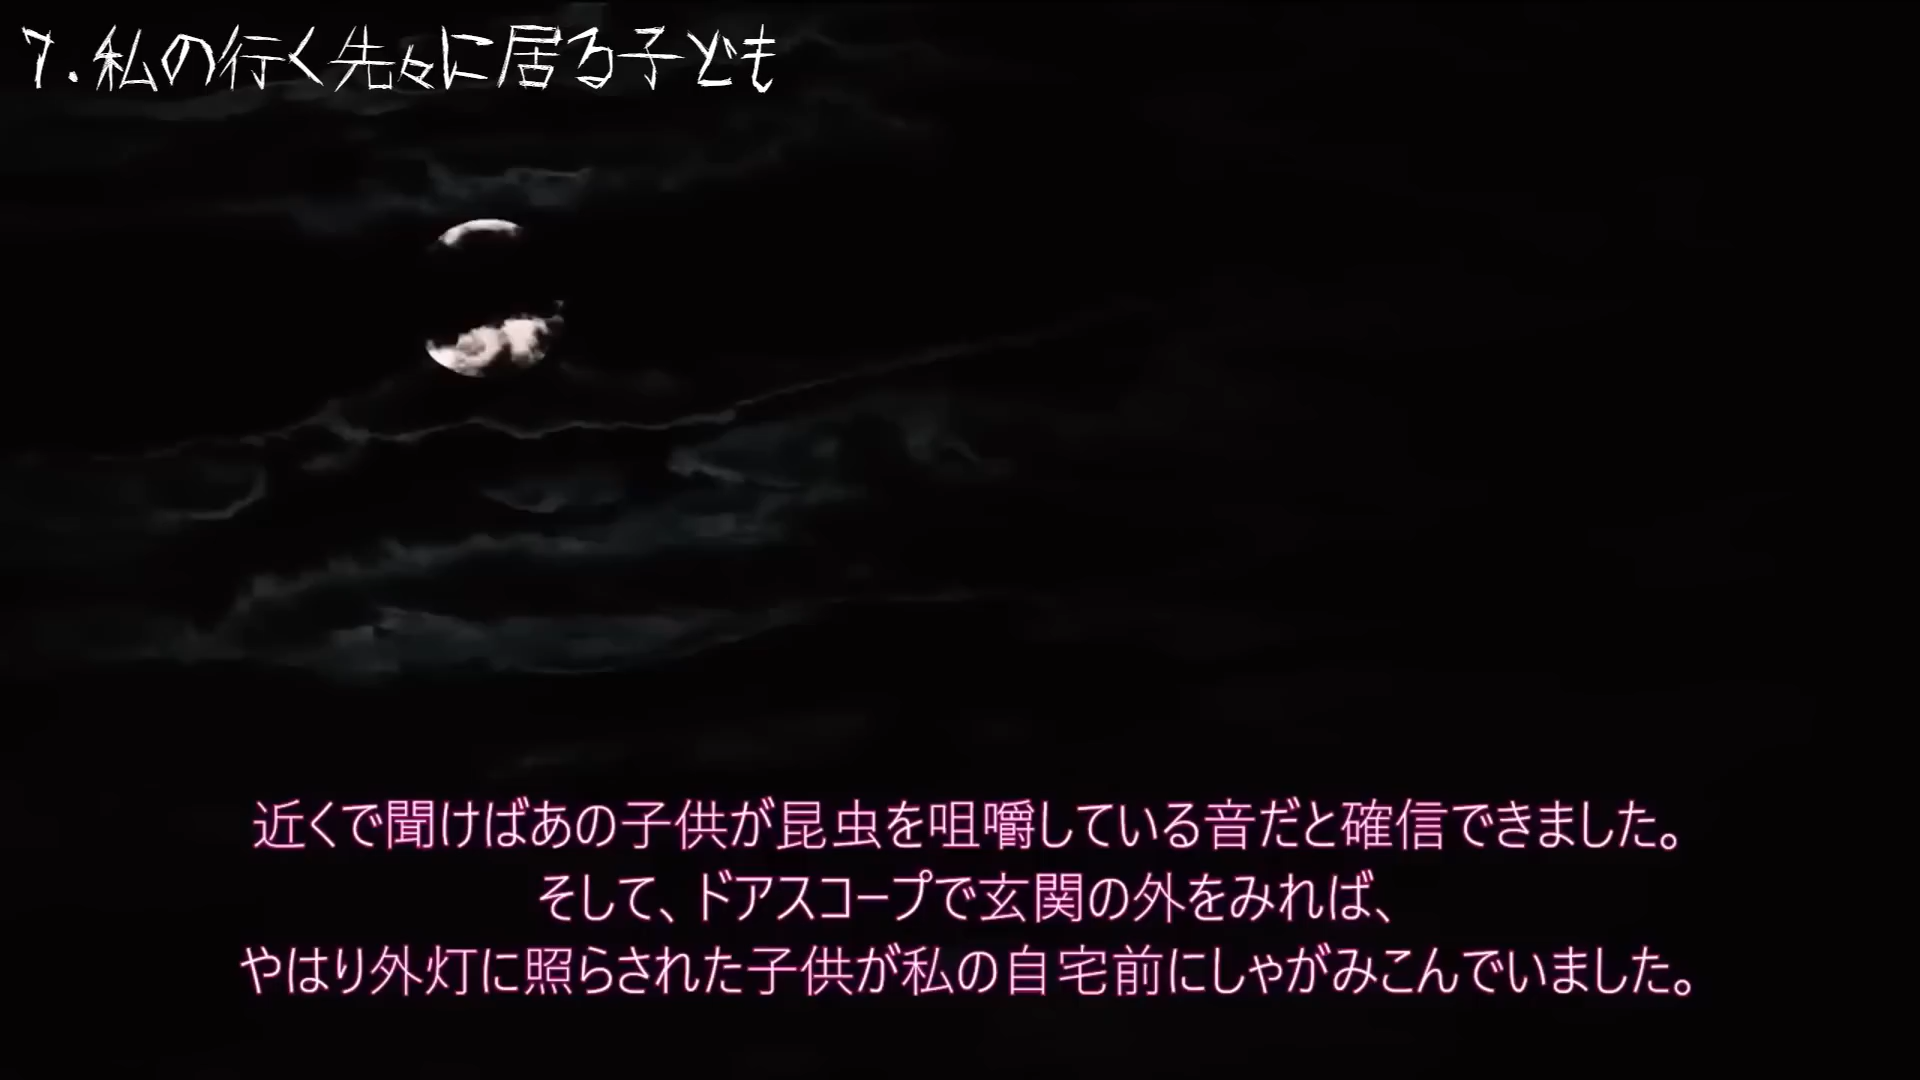 7.私の行く先々に居る子ども
近くで聞けばあの子供が昆虫を咀嚼している音だと確信できました。
そして、ドアスコープで玄関の外をみれば、
やはり外灯に照らされた子供が私の自宅前にしゃがみこんでいました。